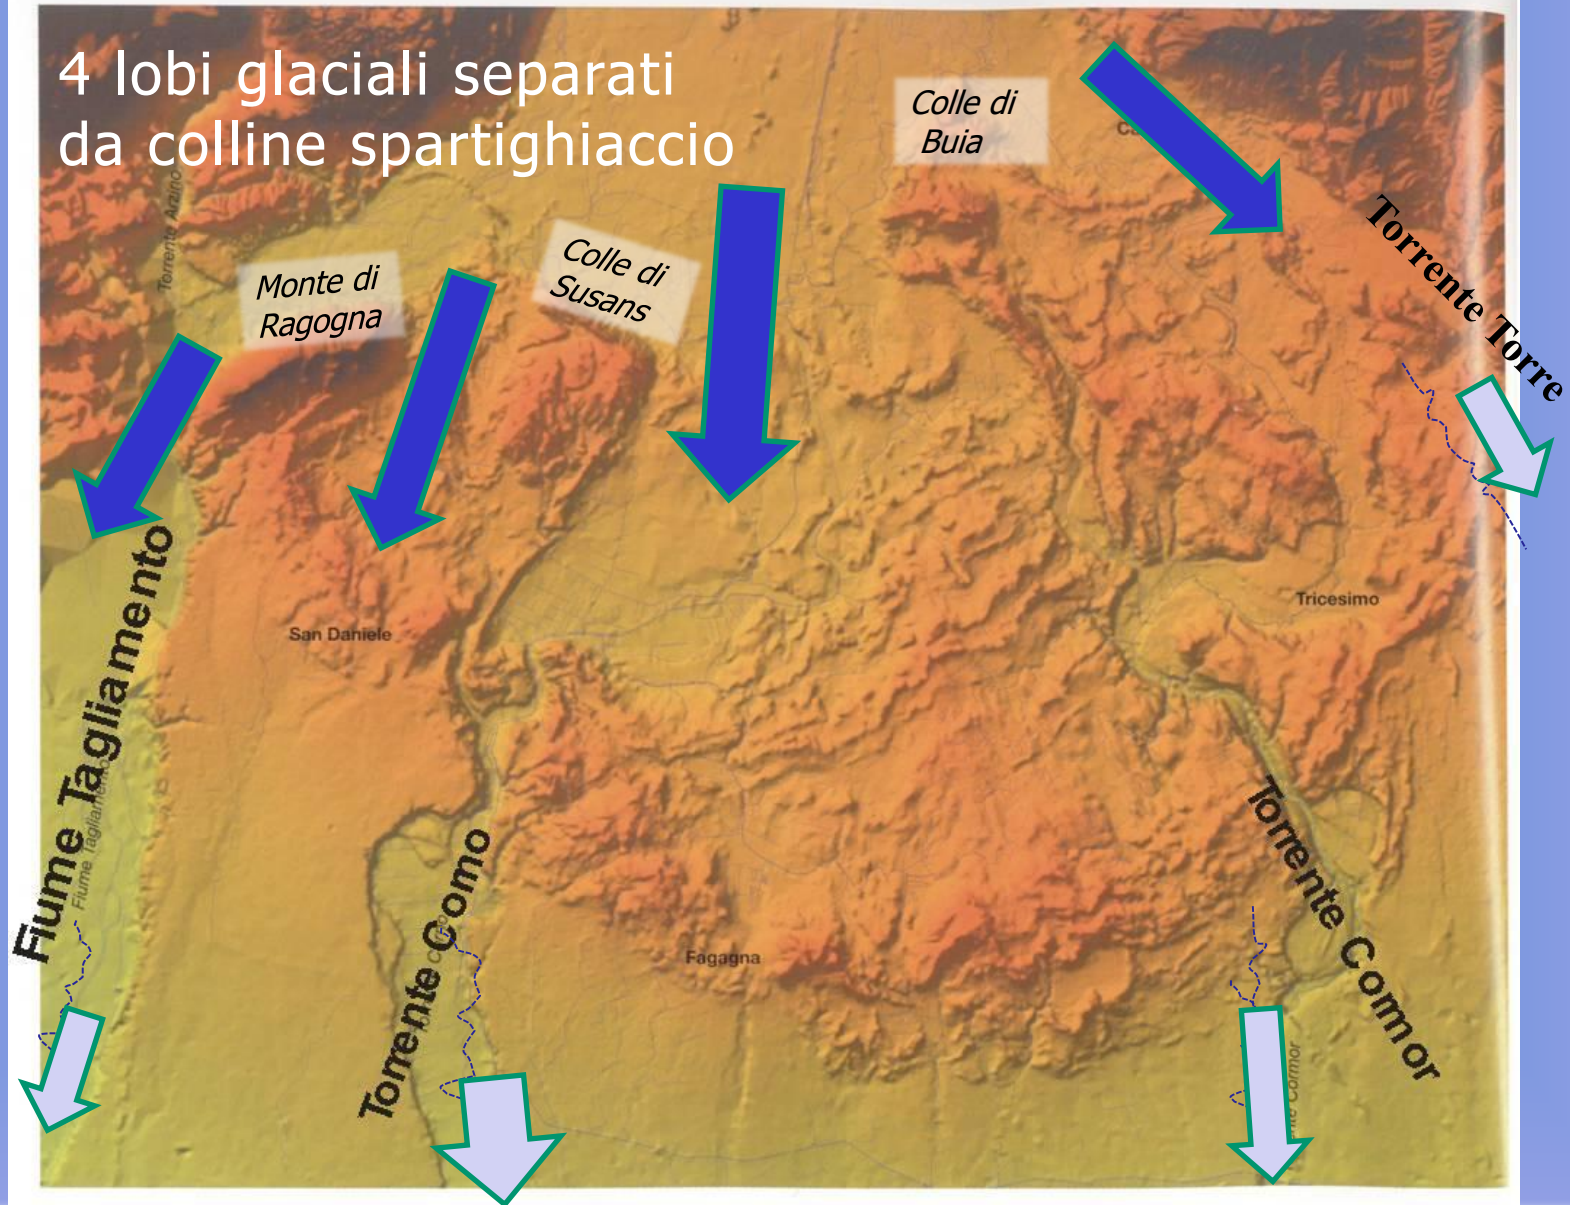 4 lobi glaciali separati
da colline spartighiaccio
Colle di
Buia
Ca
Torrente Arzino
Monte di
Ragogna
Colle di
Susans
Torrente Torre
Tricesimo
San Daniele
Fiume Tagliamento
Fiume Tagliamento
Torrente Corno
Torrente Cormor
Fagagna